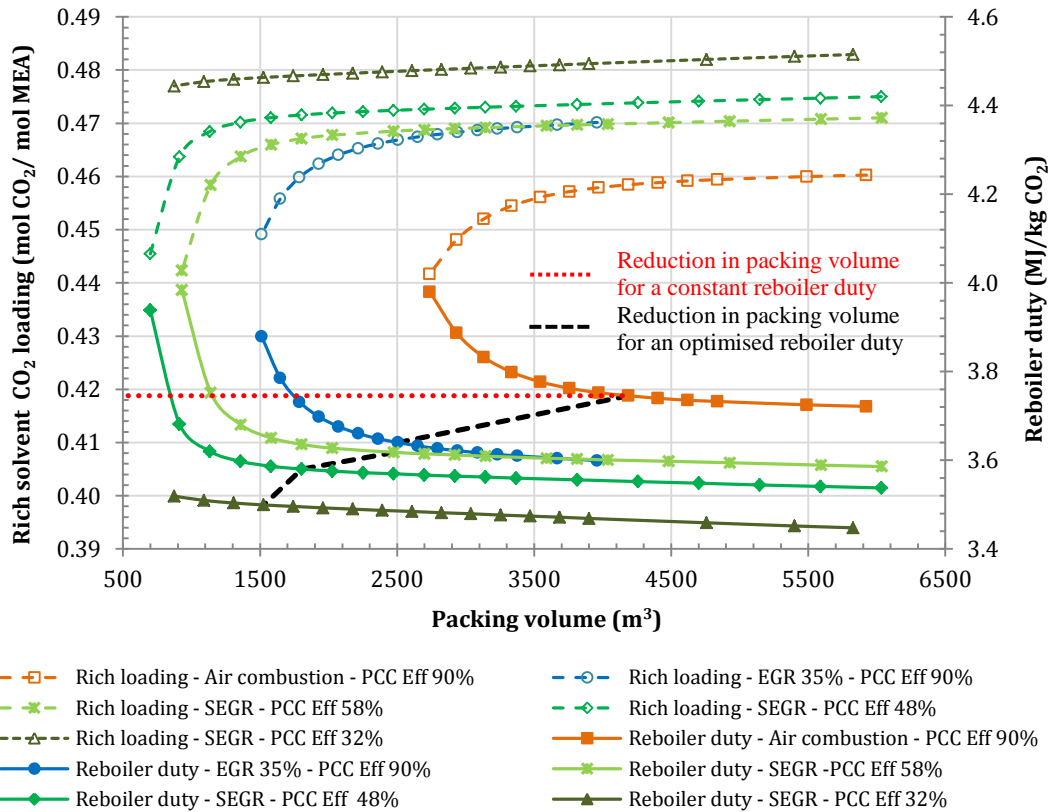 0.49
0.48
0.47
0.46
0.45
0.44
0.43
0.42
0.41
0.40
0.39
Rich solvent CO₂ loading (mol CO₂/ mol MEA)
4.6
4.4
4.2
4.0
3.8
3.6
3.4
Reboiler duty (MJ/kg CO₂)
Reduction in packing volume
for a constant reboiler duty
Reduction in packing volume
for an optimised reboiler duty
500 1500 2500 3500 4500 5500 6500
Packing volume (m³)
Rich loading - Air combustion - PCC Eff 90%
Rich loading - EGR 35% - PCC Eff 90%
Rich loading - SEGR - PCC Eff 58%
Rich loading - SEGR - PCC Eff 48%
Rich loading - SEGR - PCC Eff 32%
Reboiler duty - Air combustion - PCC Eff 90%
Reboiler duty - EGR 35% - PCC Eff 90%
Reboiler duty - SEGR -PCC Eff 58%
Reboiler duty - SEGR - PCC Eff 48%
Reboiler duty - SEGR - PCC Eff 32%